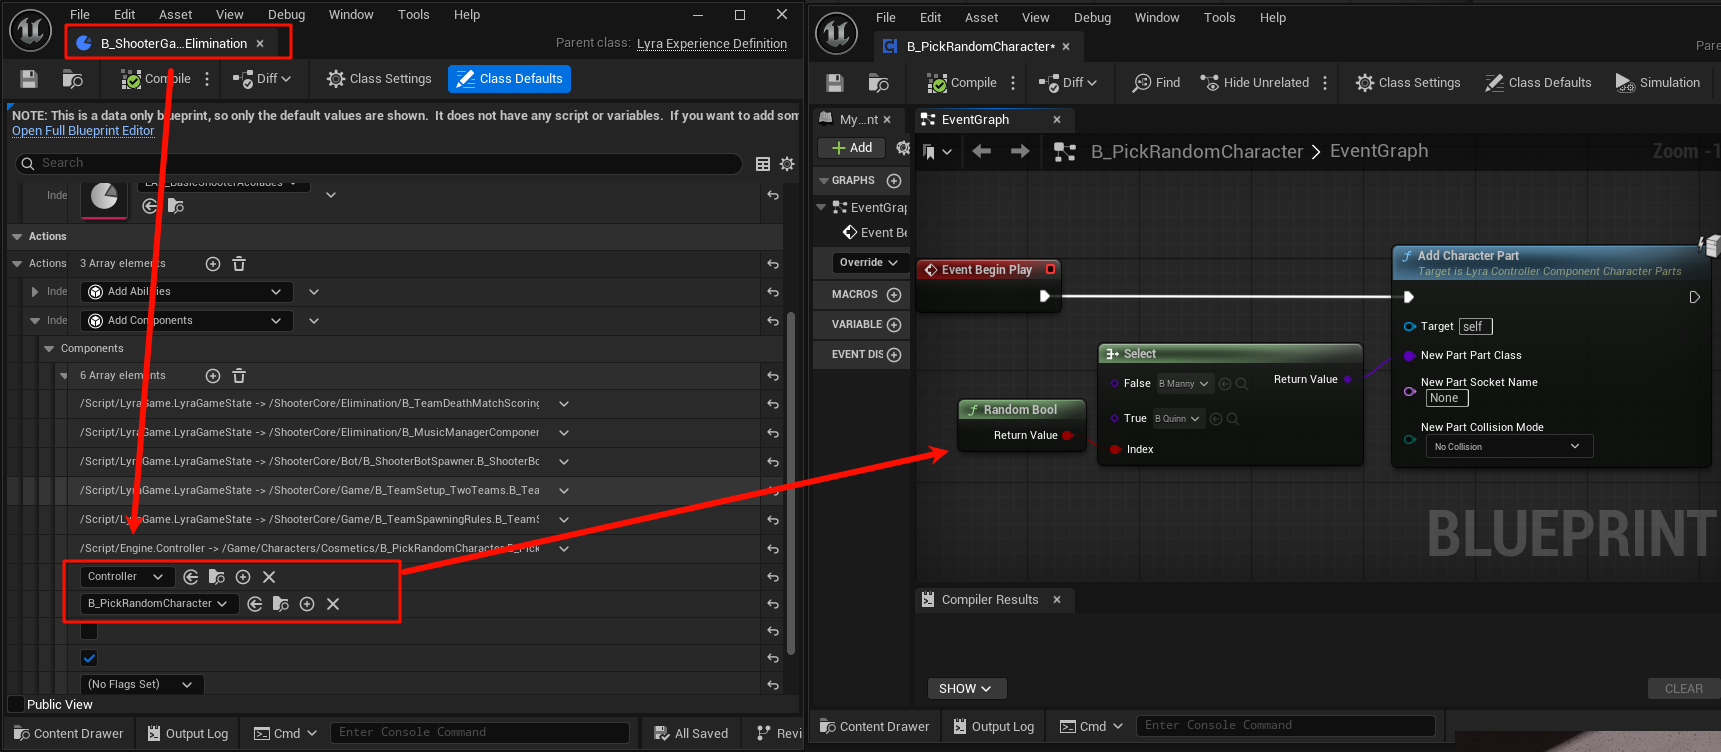 File Edit Asset View Debug Window Tools Help
B_ShooterGa...Elimination
Parent class: Lyra Experience Definition
Compile Diff Class Settings Class Defaults
NOTE: This is a data only blueprint, so only the default values are shown. It does not have any script or variables. If you want to add som
Open Full Blueprint Editor
Search
Inde
Actions
Actions 3 Array elements
Inde Add Abilities
Inde Add Components
Components
6 Array elements
/Script/LyraGame.LyraGameState -> /ShooterCore/Elimination/B_TeamDeathMatchScoring
/Script/LyraGame.LyraGameState -> /ShooterCore/Elimination/B_MusicManagerComponen
/Script/LyraGame.LyraGameState -> /ShooterCore/Bot/B_ShooterBotSpawner.B_ShooterBo
/Script/LyraGame.LyraGameState -> /ShooterCore/Game/B_TeamSetup_TwoTeams.B_Tea
/Script/LyraGame.LyraGameState -> /ShooterCore/Game/B_TeamSpawningRules.B_TeamS
/Script/Engine.Controller -> /Game/Characters/Cosmetics/B_PickRandomCharacter.B_Pick
Controller
B_PickRandomCharacter
(No Flags Set)
Public View
Content Drawer Output Log Cmd Enter Console Command All Saved Revi
File Edit Asset View Debug Window Tools Help
B_PickRandomCharacter*
Pare
Compile Diff Find Hide Unrelated Class Settings Class Defaults Simulation
My...nt
EventGraph
Add
B_PickRandomCharacter > EventGraph
Zoom -1
GRAPHS
EventGrap
Event Be
Override
MACROS
VARIABLE
EVENT DIS
Event Begin Play
Random Bool
Return Value
Select
False B Manny
Return Value
True B Quinn
Index
Add Character Part
Target is Lyra Controller Component Character Parts
Target self
New Part Part Class
New Part Socket Name
None
New Part Collision Mode
No Collision
BLUEPRINT
Compiler Results
SHOW
CLEAR
Content Drawer Output Log Cmd Enter Console Command